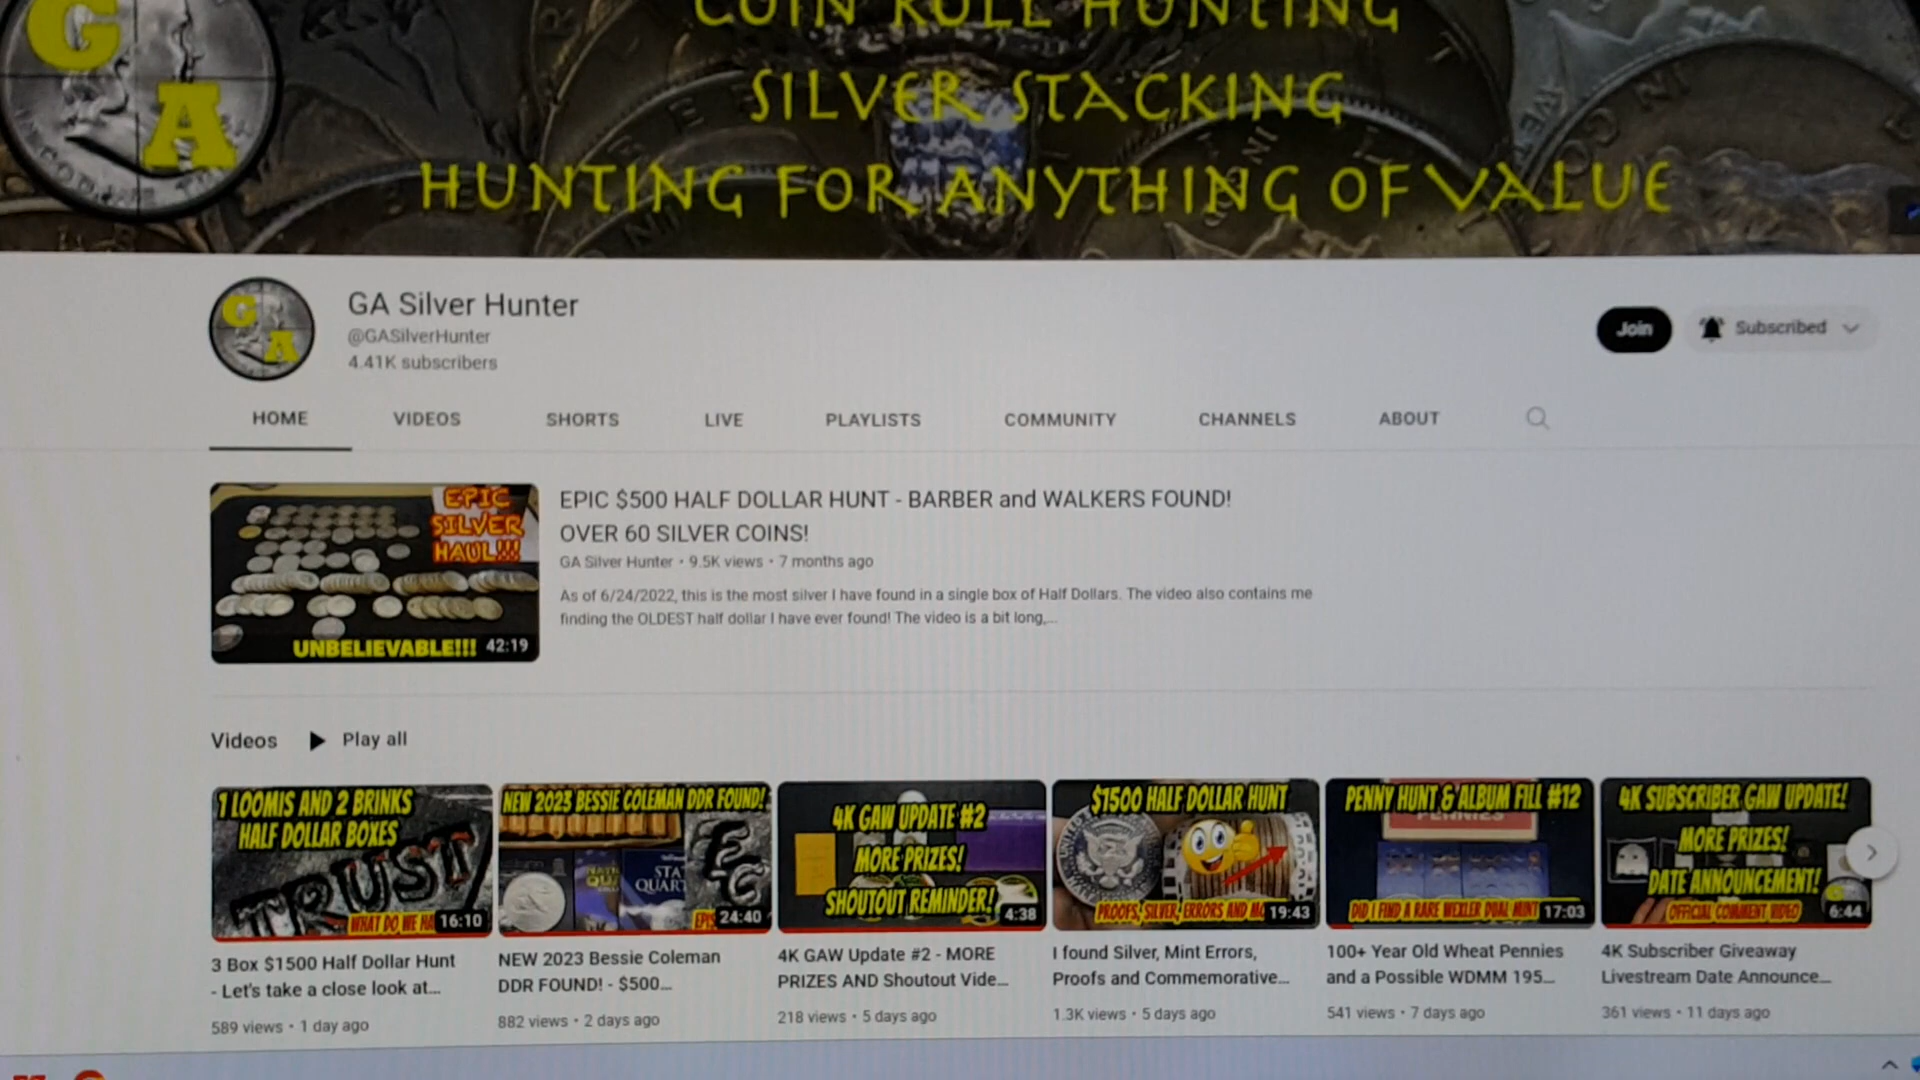 COIN ROLL HUNTING
SILVER STACKING
HUNTING FOR ANYTHING OF VALUE
G
A
GA Silver Hunter
@GASilverHunter
4.41K subscribers
Join
Subscribed
HOME
VIDEOS
SHORTS
LIVE
PLAYLISTS
COMMUNITY
CHANNELS
ABOUT
EPIC
SILVER
HAUL!!!
UNBELIEVABLE!!!
42:19
EPIC $500 HALF DOLLAR HUNT - BARBER and WALKERS FOUND!
OVER 60 SILVER COINS!
GA Silver Hunter • 9.5K views • 7 months ago
As of 6/24/2022, this is the most silver I have found in a single box of Half Dollars. The video also contains me
finding the OLDEST half dollar I have ever found! The video is a bit long,...
Videos
Play all
1 LOOMIS AND 2 BRINKS
HALF DOLLAR BOXES
TRUST
WHAT DO WE HA
16:10
3 Box $1500 Half Dollar Hunt
- Let's take a close look at...
589 views • 1 day ago
NEW 2023 BESSIE COLEMAN DDR FOUND!
24:40
NEW 2023 Bessie Coleman
DDR FOUND! - $500...
882 views • 2 days ago
4K GAW UPDATE #2
MORE PRIZES!
SHOUTOUT REMINDER!
4:38
4K GAW Update #2 - MORE
PRIZES AND Shoutout Vide...
218 views • 5 days ago
$1500 HALF DOLLAR HUNT
PROOFS, SILVER, ERRORS AND M
19:43
I found Silver, Mint Errors,
Proofs and Commemorative...
1.3K views • 5 days ago
PENNY HUNT & ALBUM FILL #12
PENNIES
DID I FIND A RARE WEXLER DUAL MINT
17:03
100+ Year Old Wheat Pennies
and a Possible WDMM 195...
541 views • 7 days ago
4K SUBSCRIBER GAW UPDATE!
MORE PRIZES!
DATE ANNOUNCEMENT!
OFFICIAL COMMENT VIDEO
6:44
4K Subscriber Giveaway
Livestream Date Announce...
361 views • 11 days ago